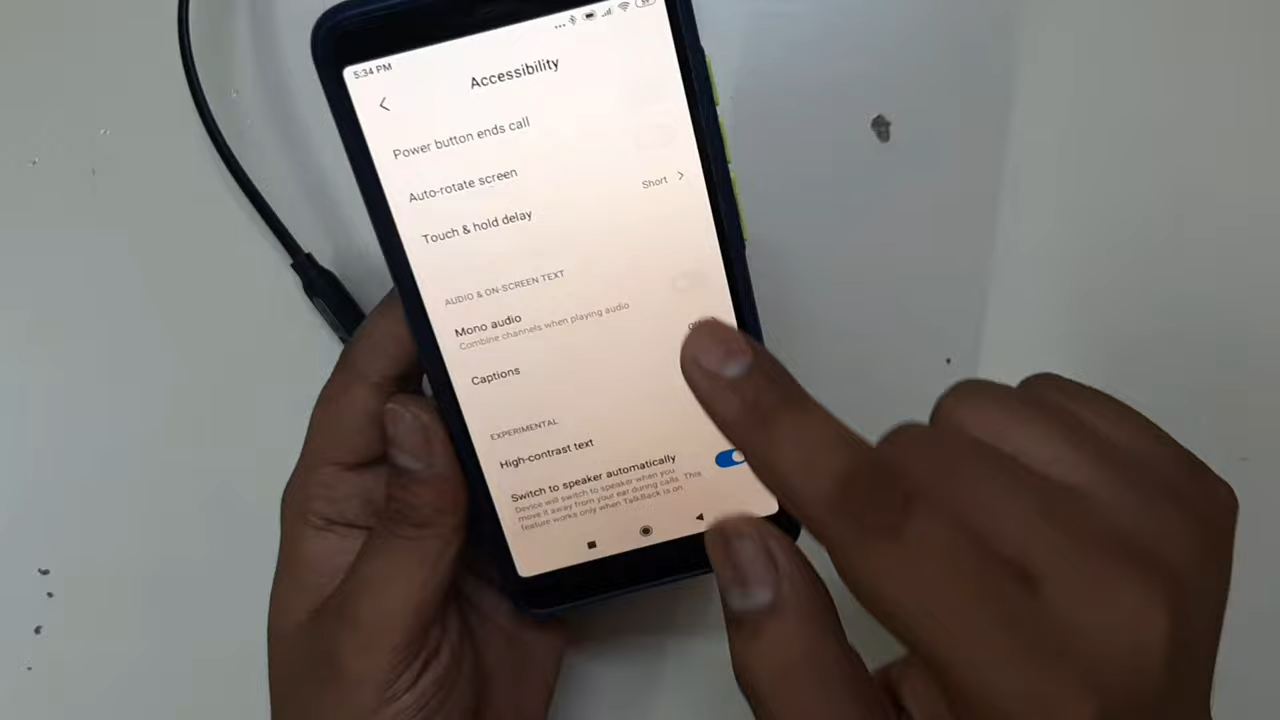 5:34 PM
Accessibility
Power button ends call
Auto-rotate screen
Touch & hold delay
Short
AUDIO & ON-SCREEN TEXT
Mono audio
Combine channels when playing audio
Captions
EXPERIMENTAL
High-contrast text
Switch to speaker automatically
Device will switch to speaker when you
move it away from your ear during calls. This
feature works only when TalkBack is on.